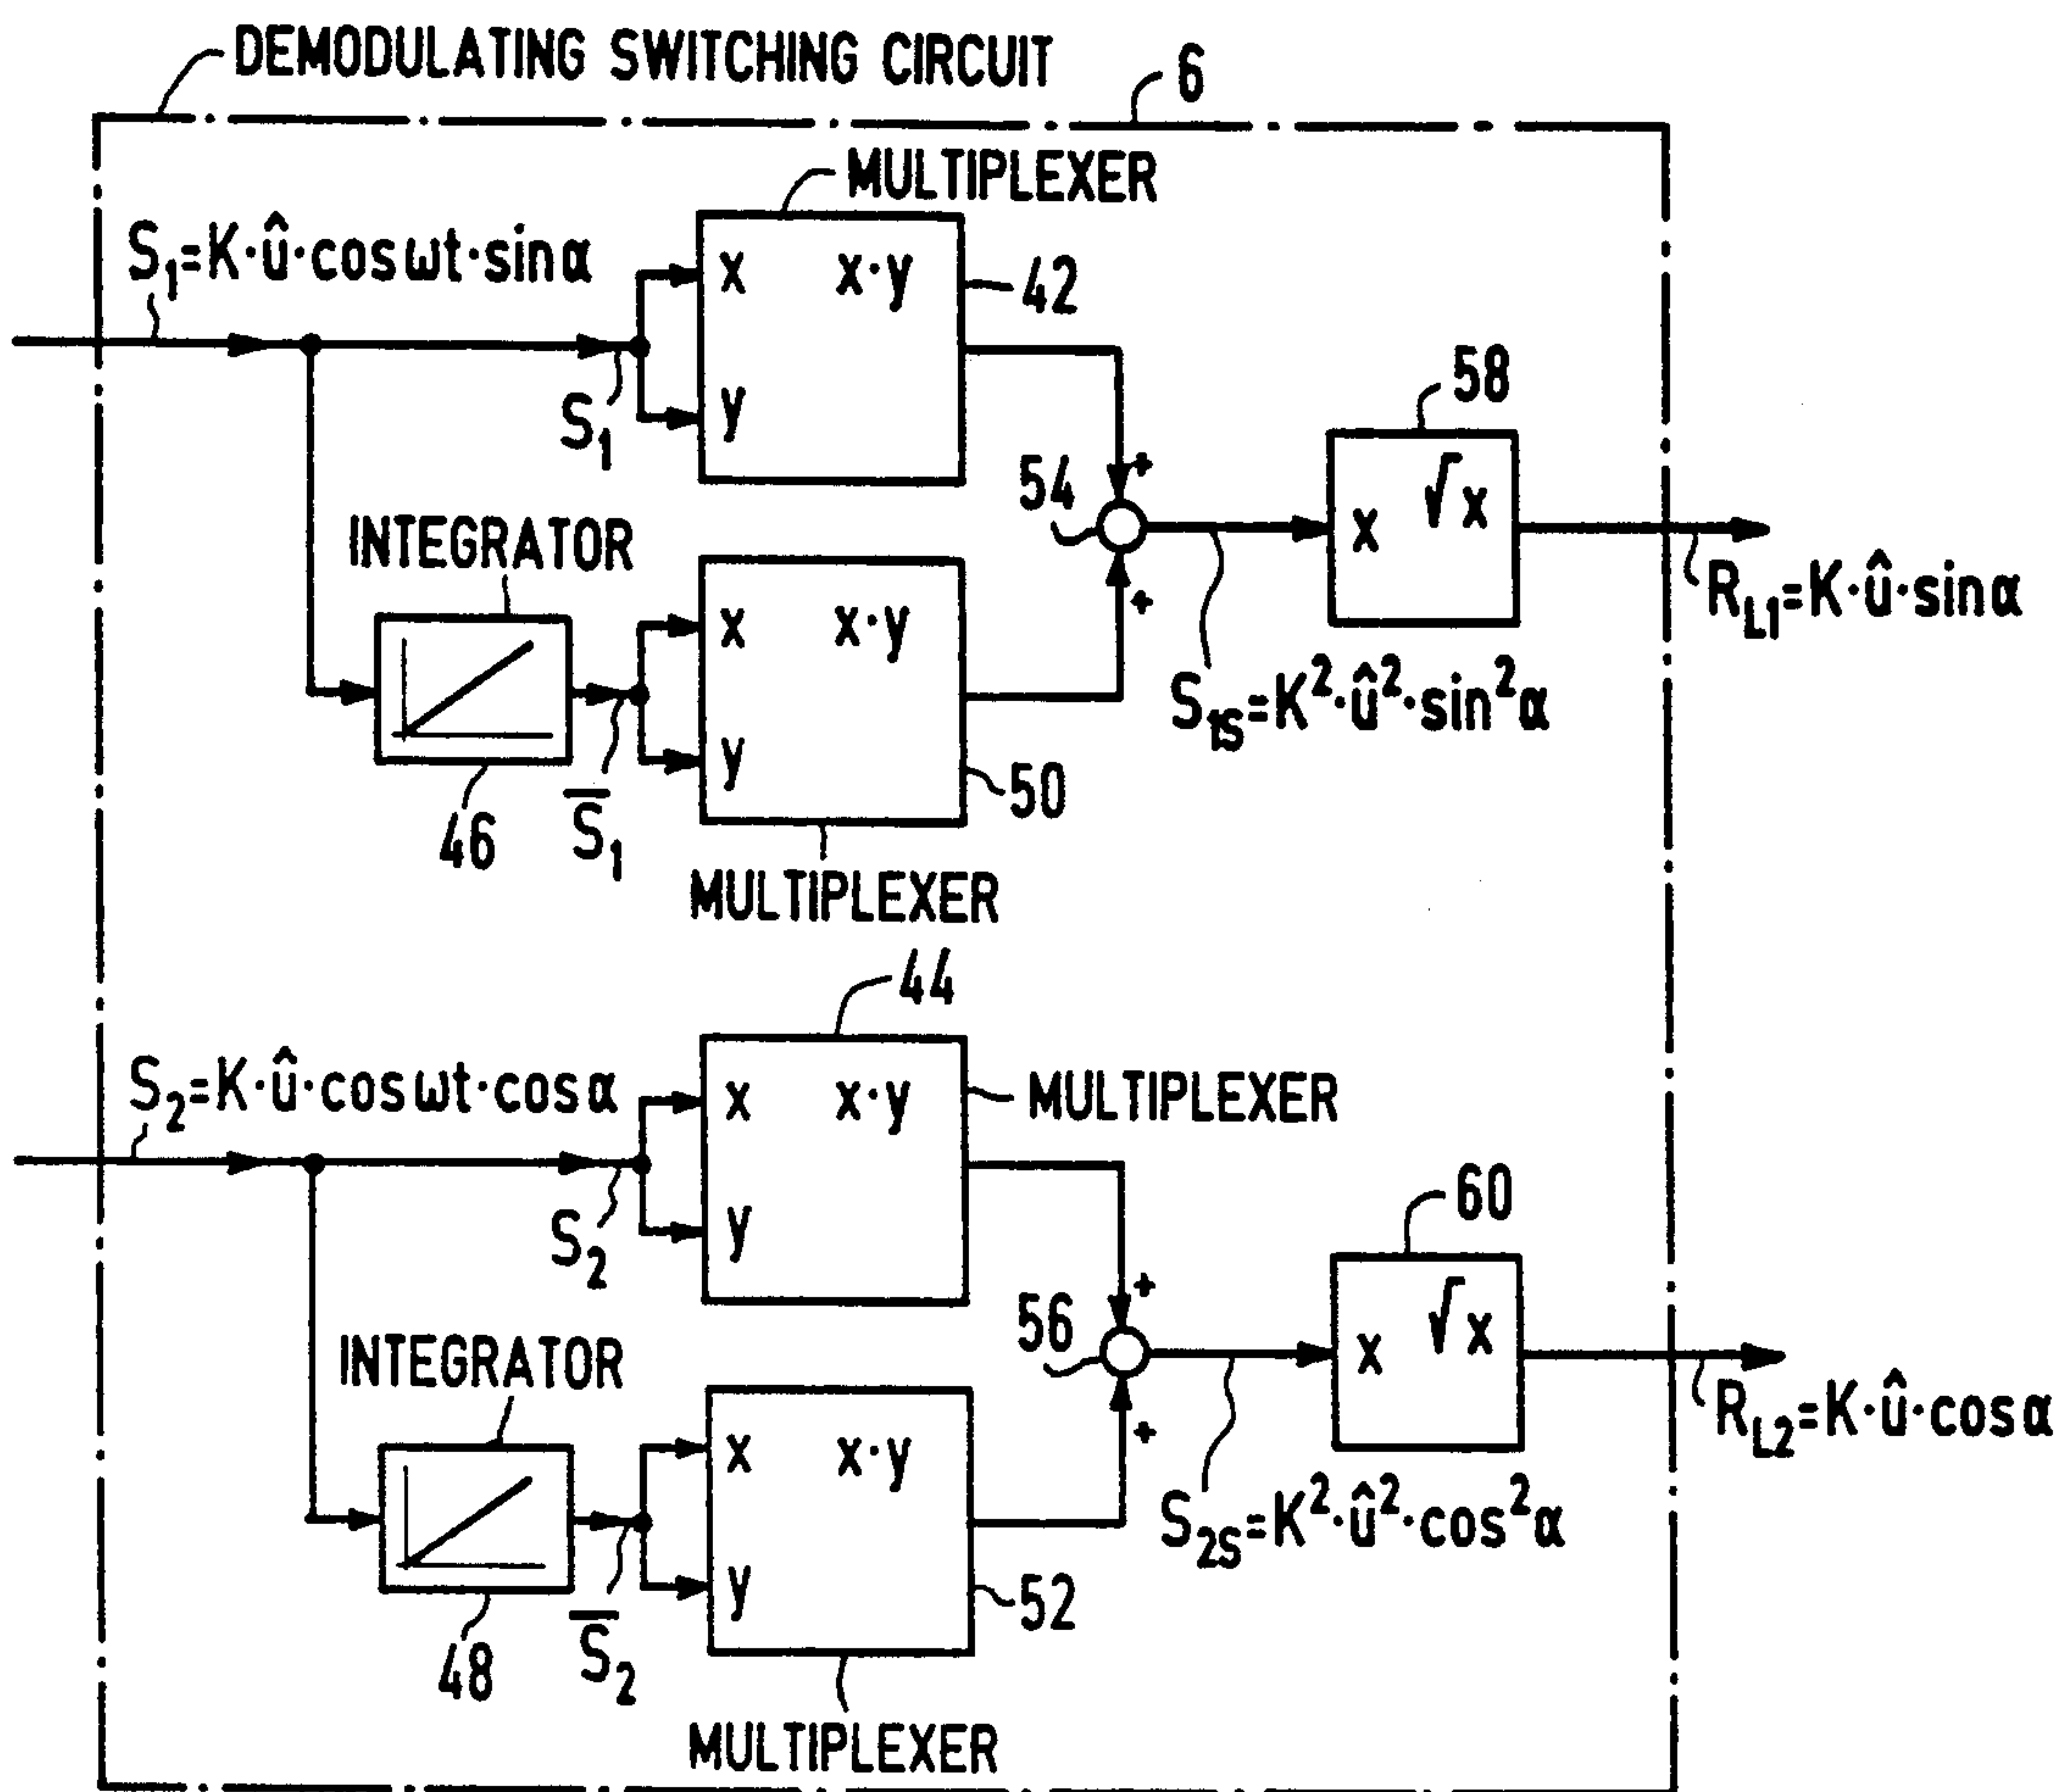 DEMODULATING SWITCHING CIRCUIT
6
MULTIPLEXER
S₁=K·û·cosωt·sinα
x x·y
42
y
S₁
58
54
+
x √x
INTEGRATOR
x x·y
+
R_L1=K·û·sinα
S_1S=K²·û²·sin²α
y
50
46
S̅₁
MULTIPLEXER
44
S₂=K·û·cosωt·cosα
x x·y
MULTIPLEXER
y
S₂
60
56
+
x √x
INTEGRATOR
x x·y
+
R_L2=K·û·cosα
S_2S=K²·û²·cos²α
y
52
48
S̅₂
MULTIPLEXER